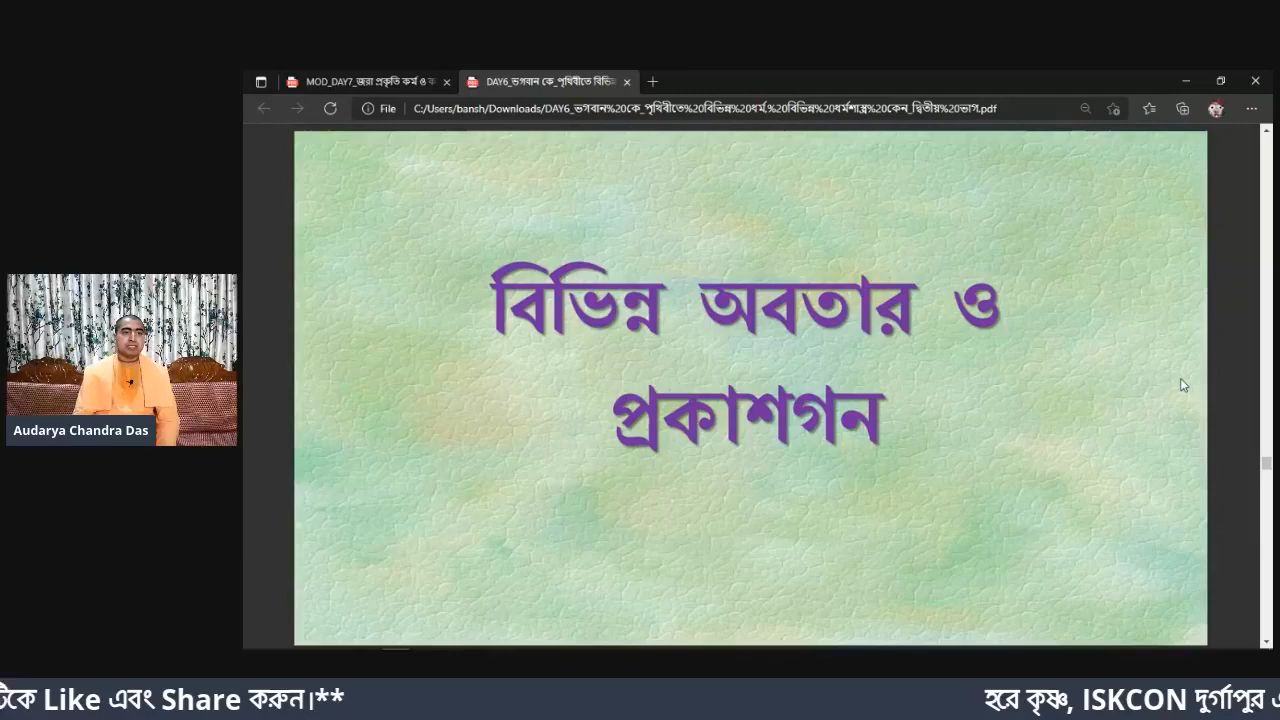 MOD_DAY7_জরা প্রকৃতি কর্ম ও
DAY6_ভগবান কে_পৃথিবীতে
File C:/Users/bansh/Downloads/DAY6_ভগবান%20কে_পৃথিবীতে%20বিভিন্ন%20ধর্ম,%20বিভিন্ন%20ধর্মশাস্ত্র%20কেন_দ্বিতীয়%20ভাগ.pdf
বিভিন্ন অবতার ও
প্রকাশগন
Audarya Chandra Das
Like এবং Share করুন।** হরে কৃষ্ণ, ISKCON দুর্গাপুর